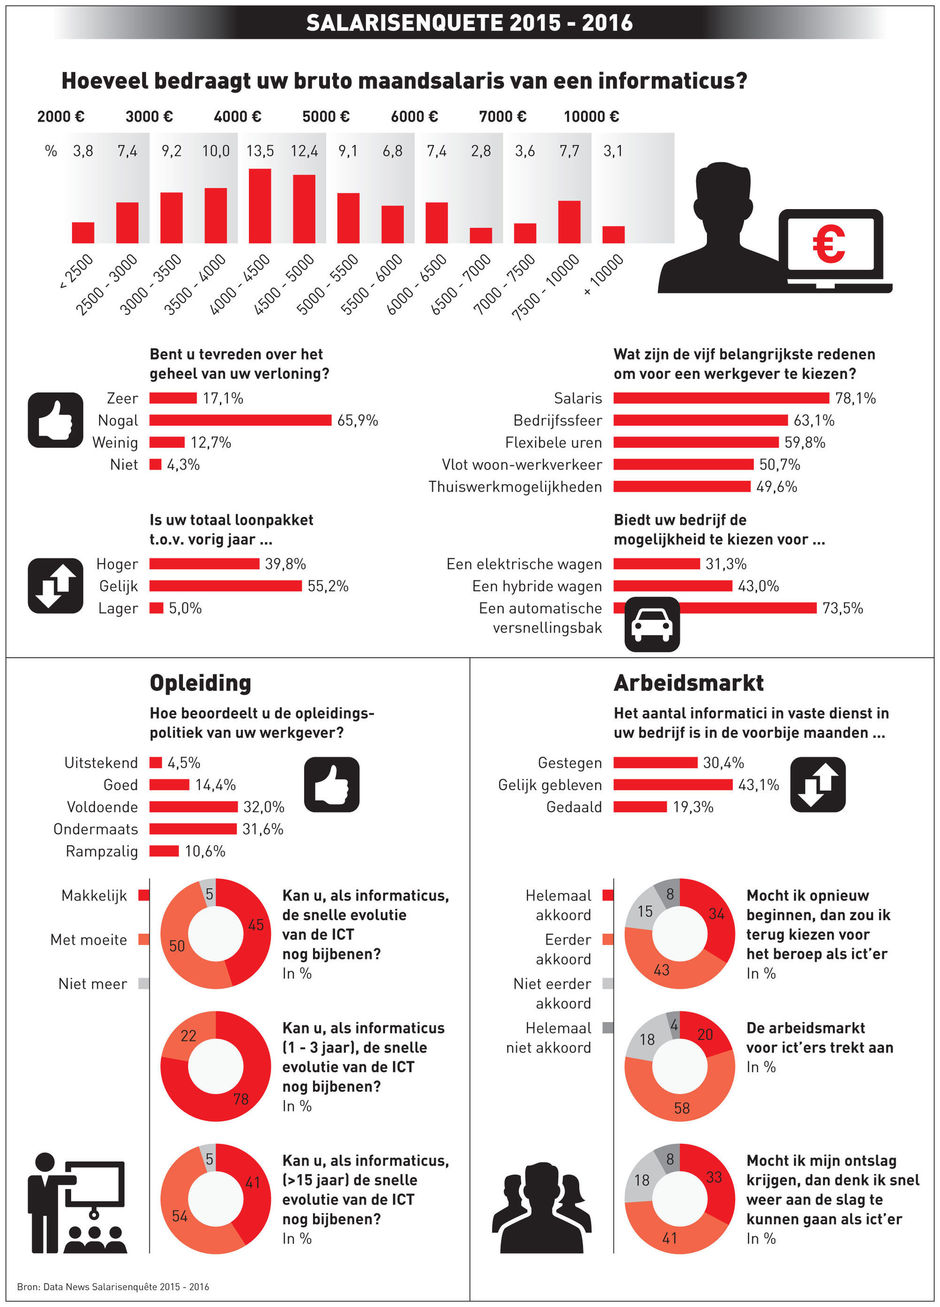 SALARISENQUETE 2015 - 2016
Hoeveel bedraagt uw bruto maandsalaris van een informaticus?
2000 € 3000 € 4000 € 5000 € 6000 € 7000 € 10000 €
% 3,8 7,4 9,2 10,0 13,5 12,4 9,1 6,8 7,4 2,8 3,6 7,7 3,1
€
< 2500
2500 - 3000
3000 - 3500
3500 - 4000
4000 - 4500
4500 - 5000
5000 - 5500
5500 - 6000
6000 - 6500
6500 - 7000
7000 - 7500
7500 - 10000
+ 10000
Bent u tevreden over het
geheel van uw verloning?
Zeer 17,1%
Nogal 65,9%
Weinig 12,7%
Niet 4,3%
Wat zijn de vijf belangrijkste redenen
om voor een werkgever te kiezen?
Salaris 78,1%
Bedrijfssfeer 63,1%
Flexibele uren 59,8%
Vlot woon-werkverkeer 50,7%
Thuiswerkmogelijkheden 49,6%
Is uw totaal loonpakket
t.o.v. vorig jaar ...
Hoger 39,8%
Gelijk 55,2%
Lager 5,0%
Biedt uw bedrijf de
mogelijkheid te kiezen voor ...
Een elektrische wagen 31,3%
Een hybride wagen 43,0%
Een automatische 73,5%
versnellingsbak
Opleiding
Hoe beoordeelt u de opleidings-
politiek van uw werkgever?
Uitstekend 4,5%
Goed 14,4%
Voldoende 32,0%
Ondermaats 31,6%
Rampzalig 10,6%
Makkelijk
Met moeite
Niet meer
5
45
50
Kan u, als informaticus,
de snelle evolutie
van de ICT
nog bijbenen?
In %
22
78
Kan u, als informaticus
(1 - 3 jaar), de snelle
evolutie van de ICT
nog bijbenen?
In %
5
41
54
Kan u, als informaticus,
(>15 jaar) de snelle
evolutie van de ICT
nog bijbenen?
In %
Arbeidsmarkt
Het aantal informatici in vaste dienst in
uw bedrijf is in de voorbije maanden ...
Gestegen 30,4%
Gelijk gebleven 43,1%
Gedaald 19,3%
Helemaal
akkoord
Eerder
akkoord
Niet eerder
akkoord
Helemaal
niet akkoord
8
15
34
43
Mocht ik opnieuw
beginnen, dan zou ik
terug kiezen voor
het beroep als ict'er
In %
4
18
20
58
De arbeidsmarkt
voor ict'ers trekt aan
In %
8
18
33
41
Mocht ik mijn ontslag
krijgen, dan denk ik snel
weer aan de slag te
kunnen gaan als ict'er
In %
Bron: Data News Salarisenquête 2015 - 2016